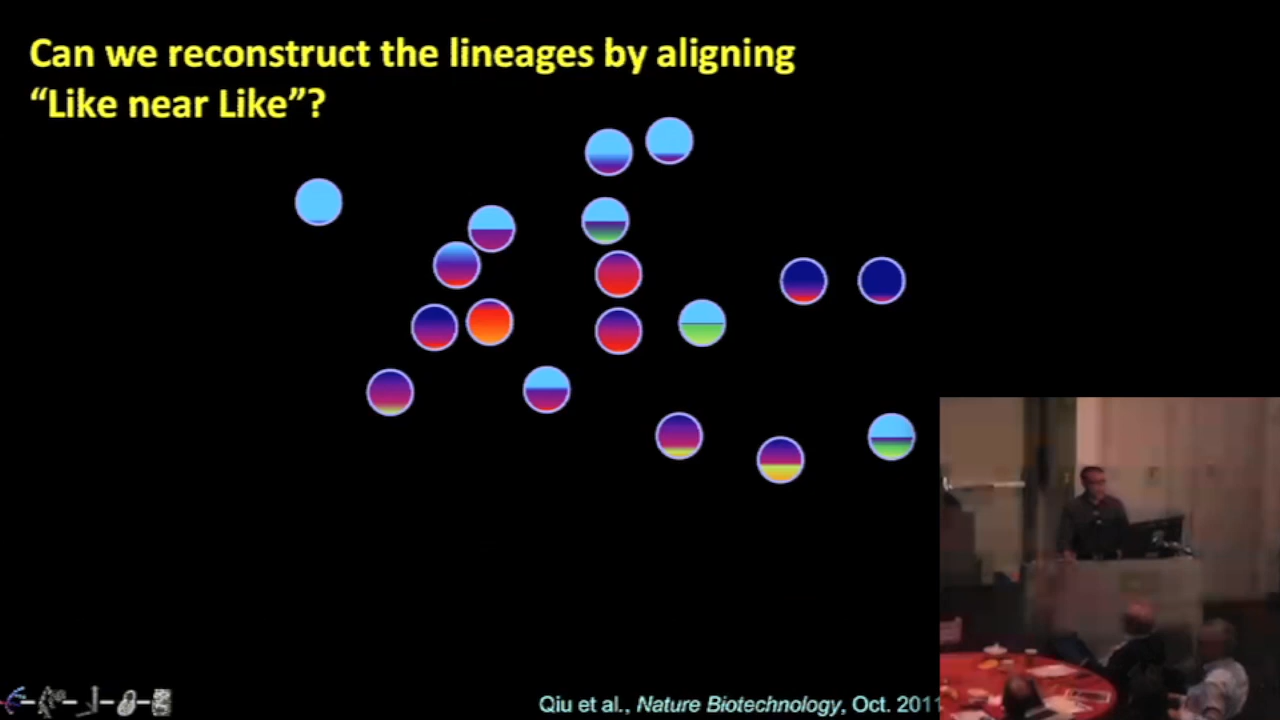 Can we reconstruct the lineages by aligning
“Like near Like”?
Qiu et al., Nature Biotechnology, Oct. 2011